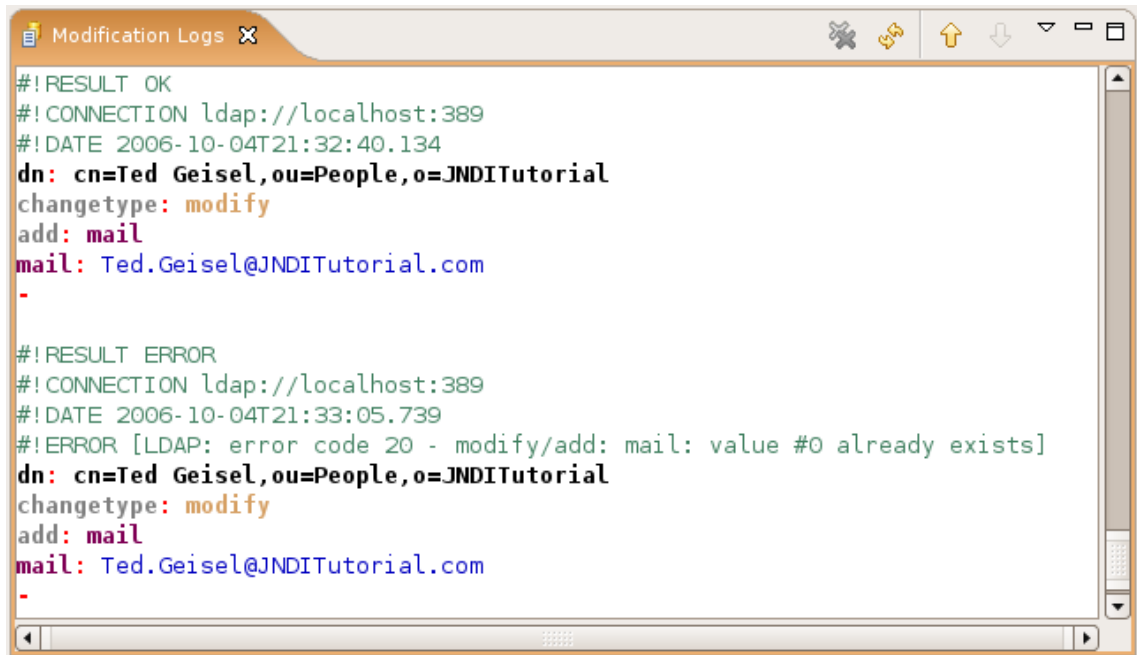 Modification Logs
#!RESULT OK
#!CONNECTION ldap://localhost:389
#!DATE 2006-10-04T21:32:40.134
dn: cn=Ted Geisel,ou=People,o=JNDITutorial
changetype: modify
add: mail
mail: Ted.Geisel@JNDITutorial.com
-
#!RESULT ERROR
#!CONNECTION ldap://localhost:389
#!DATE 2006-10-04T21:33:05.739
#!ERROR [LDAP: error code 20 - modify/add: mail: value #0 already exists]
dn: cn=Ted Geisel,ou=People,o=JNDITutorial
changetype: modify
add: mail
mail: Ted.Geisel@JNDITutorial.com
-